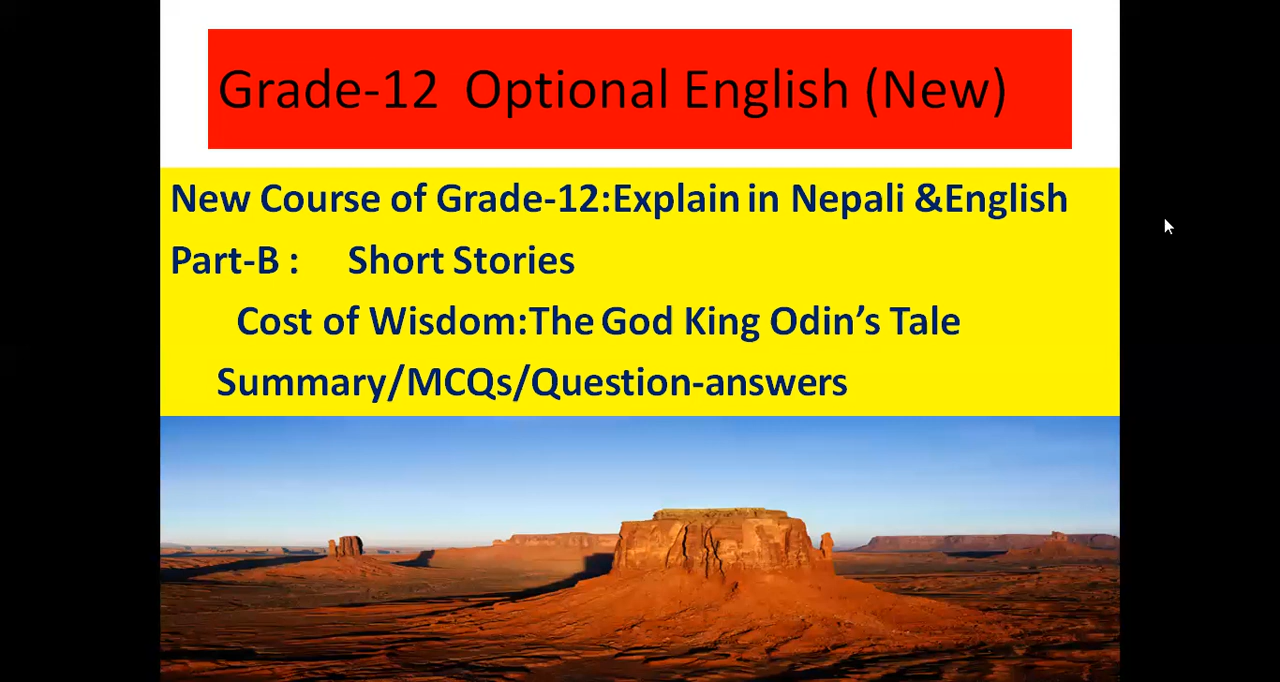 Grade-12 Optional English (New)
New Course of Grade-12:Explain in Nepali &English
Part-B : Short Stories
Cost of Wisdom:The God King Odin’s Tale
Summary/MCQs/Question-answers